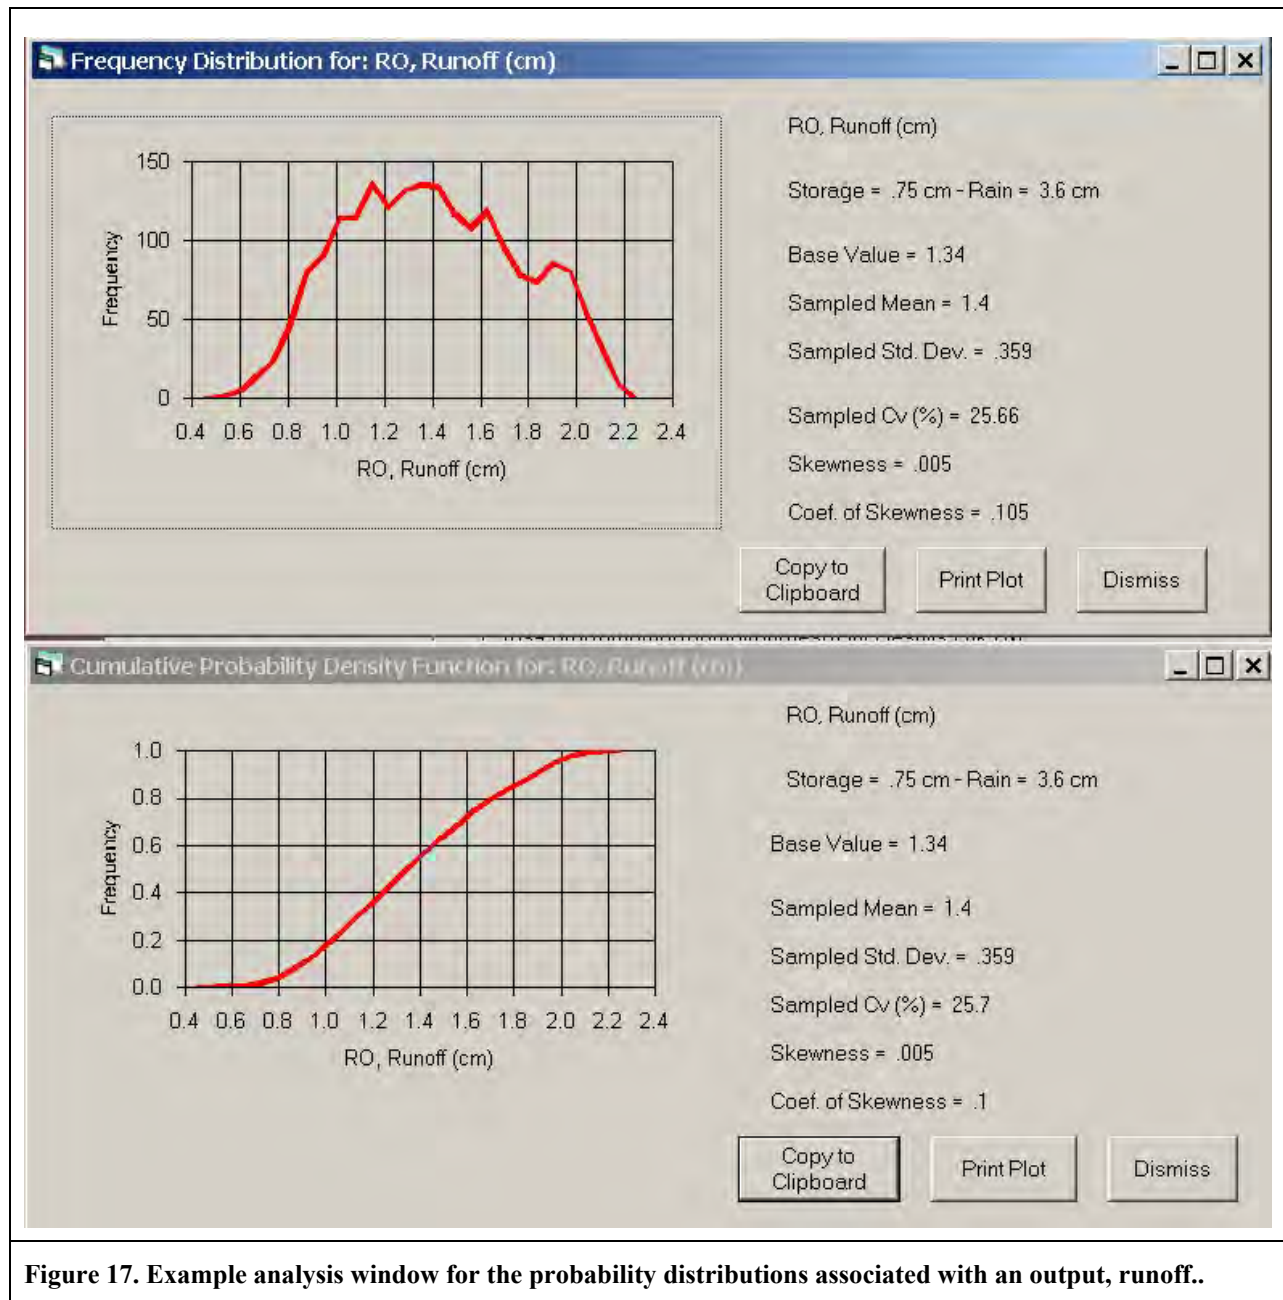 Frequency Distribution for: RO, Runoff (cm)
RO, Runoff (cm)
Storage = .75 cm - Rain = 3.6 cm
Base Value = 1.34
Sampled Mean = 1.4
Sampled Std. Dev. = .359
Sampled Cv (%) = 25.66
Skewness = .005
Coef. of Skewness = .105
150
100
50
0
Frequency
0.4 0.6 0.8 1.0 1.2 1.4 1.6 1.8 2.0 2.2 2.4
RO, Runoff (cm)
Copy to
Clipboard
Print Plot
Dismiss
Cumulative Probability Density Function for: RO, Runoff (cm)
RO, Runoff (cm)
Storage = .75 cm - Rain = 3.6 cm
Base Value = 1.34
Sampled Mean = 1.4
Sampled Std. Dev. = .359
Sampled Cv (%) = 25.7
Skewness = .005
Coef. of Skewness = .1
1.0
0.8
0.6
0.4
0.2
0.0
Frequency
0.4 0.6 0.8 1.0 1.2 1.4 1.6 1.8 2.0 2.2 2.4
RO, Runoff (cm)
Copy to
Clipboard
Print Plot
Dismiss
Figure 17. Example analysis window for the probability distributions associated with an output, runoff..